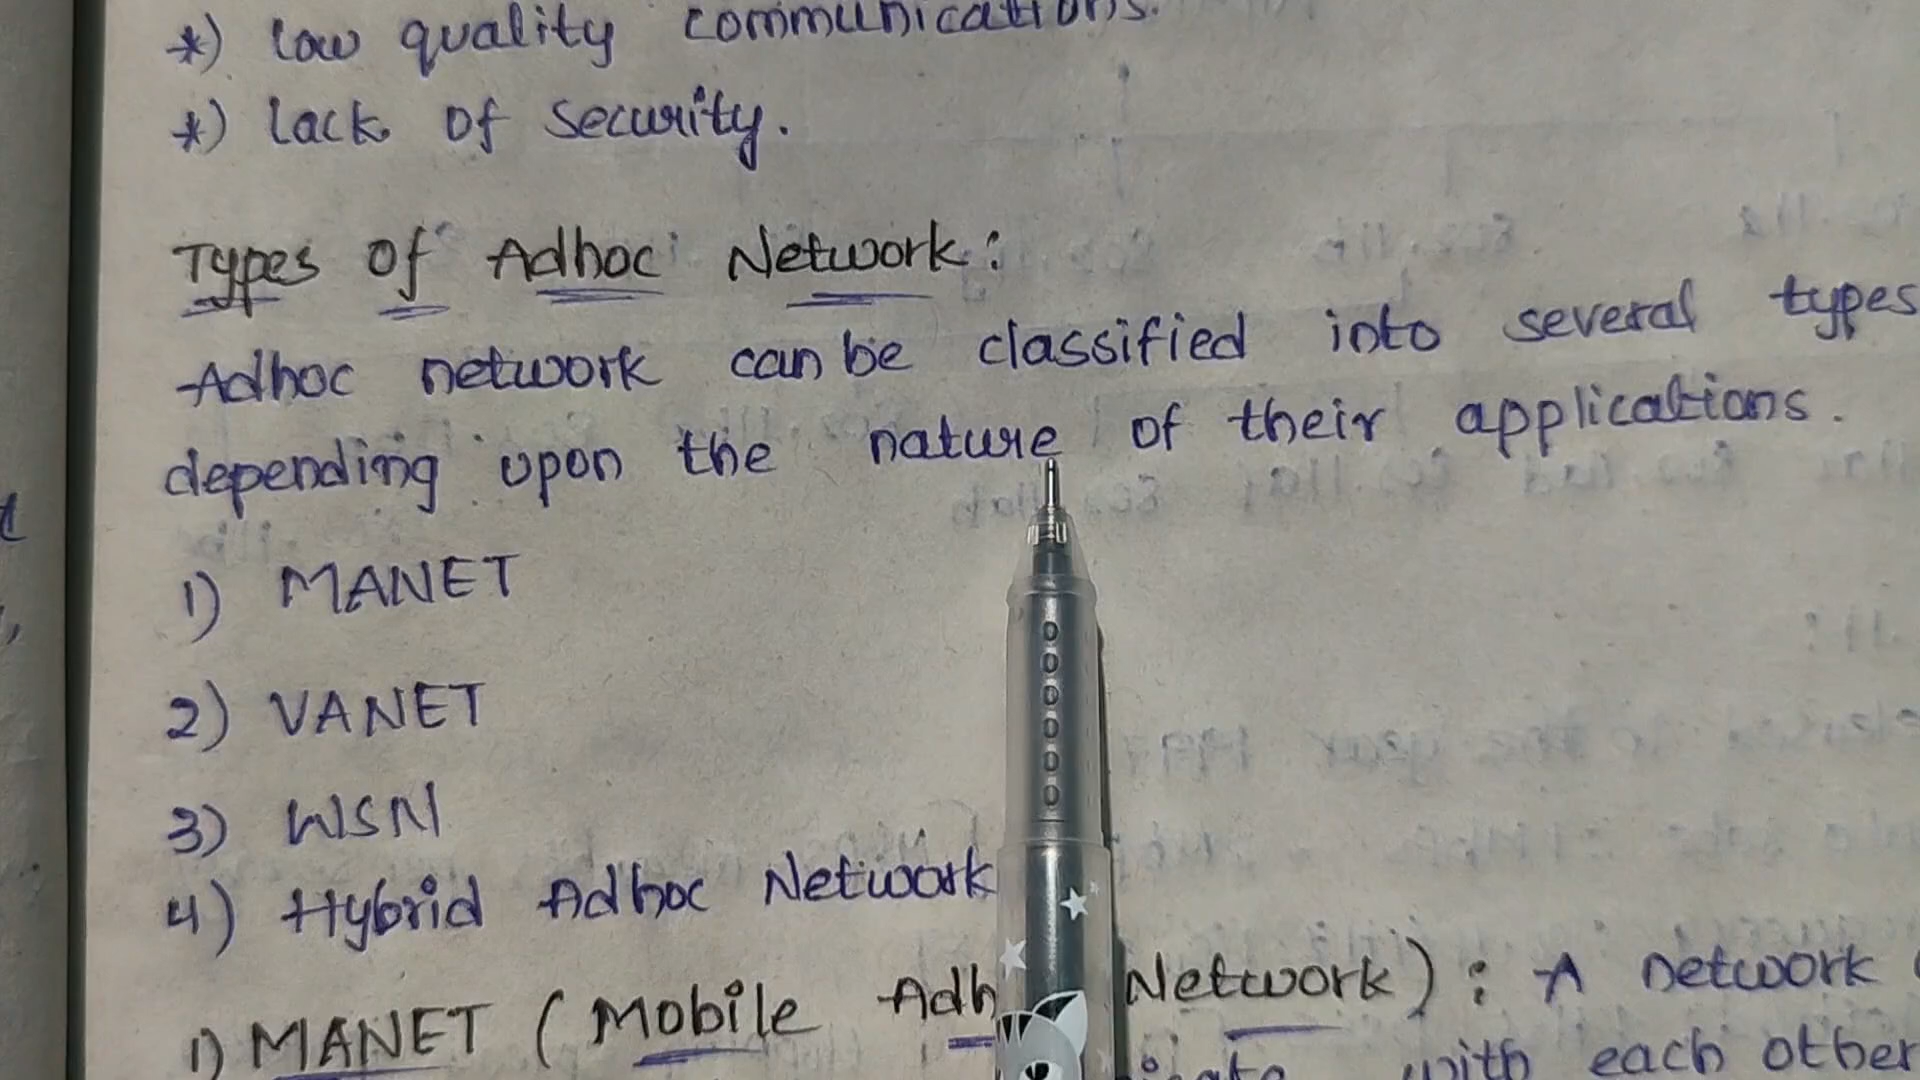 *) low quality communications.
*) lack of security.
Types of Adhoc Network:
Adhoc network can be classified into several types
depending upon the nature of their applications.
1) MANET
2) VANET
3) WSN
4) Hybrid Adhoc Network
1) MANET (Mobile Adh Network): A network
with each other